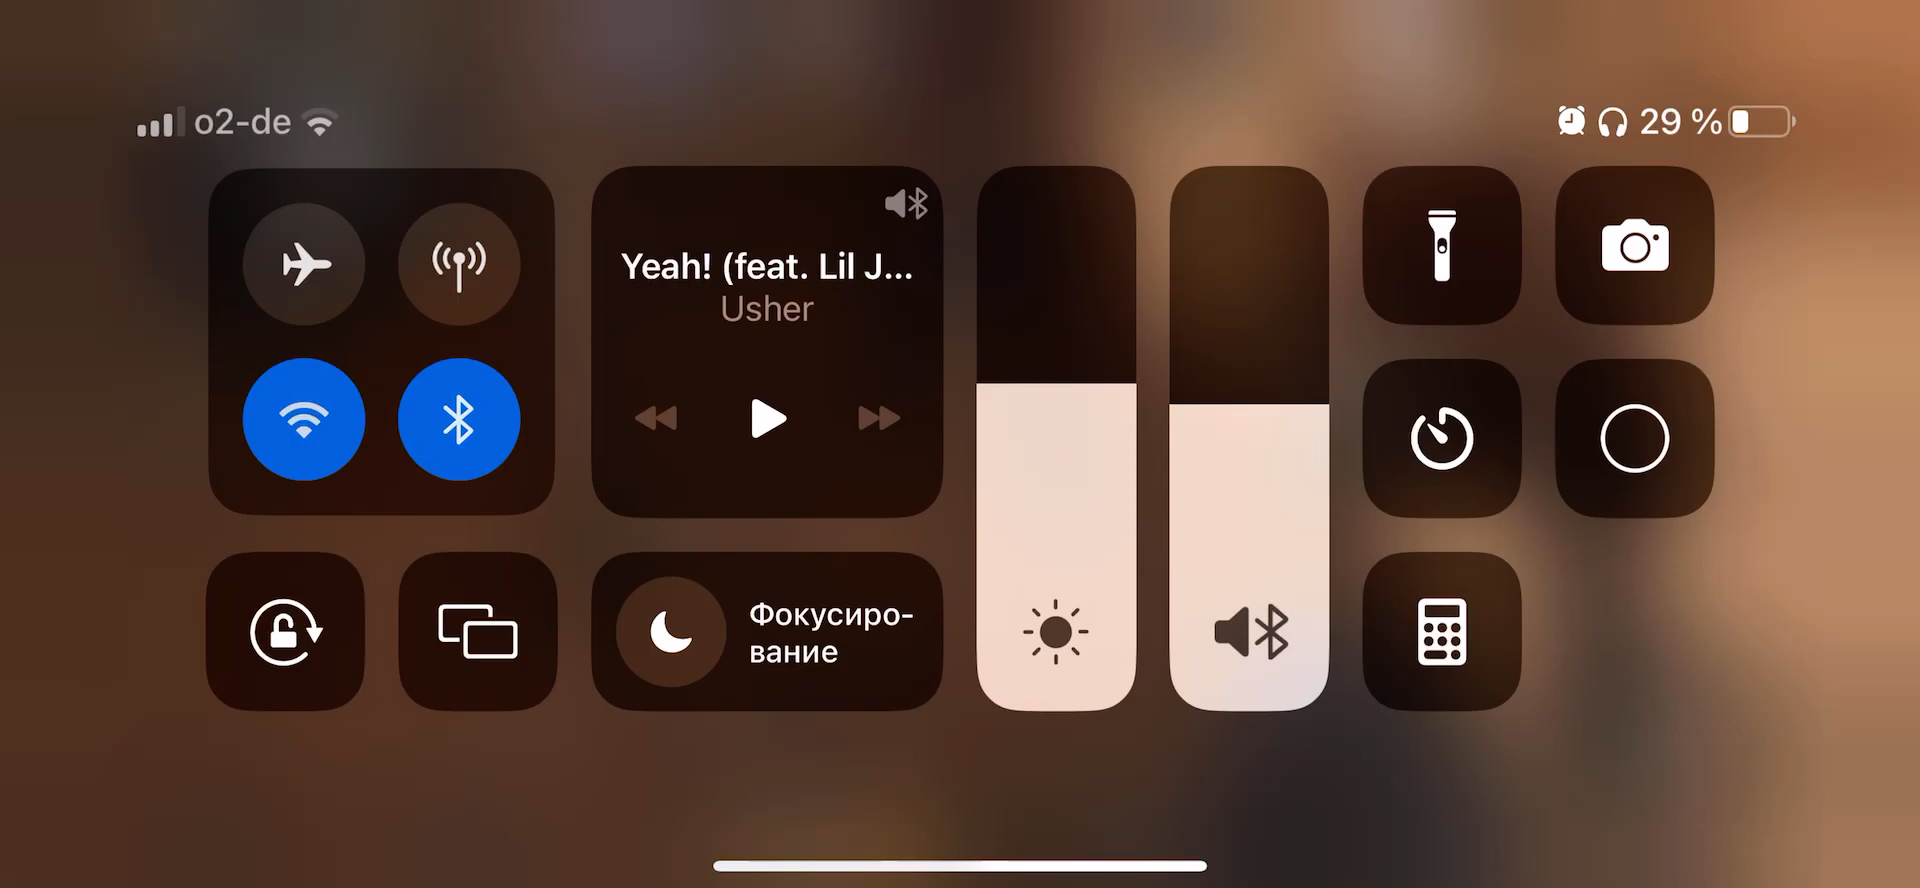 o2-de
29 %
Yeah! (feat. Lil J...
Usher
Фокусиро-
вание